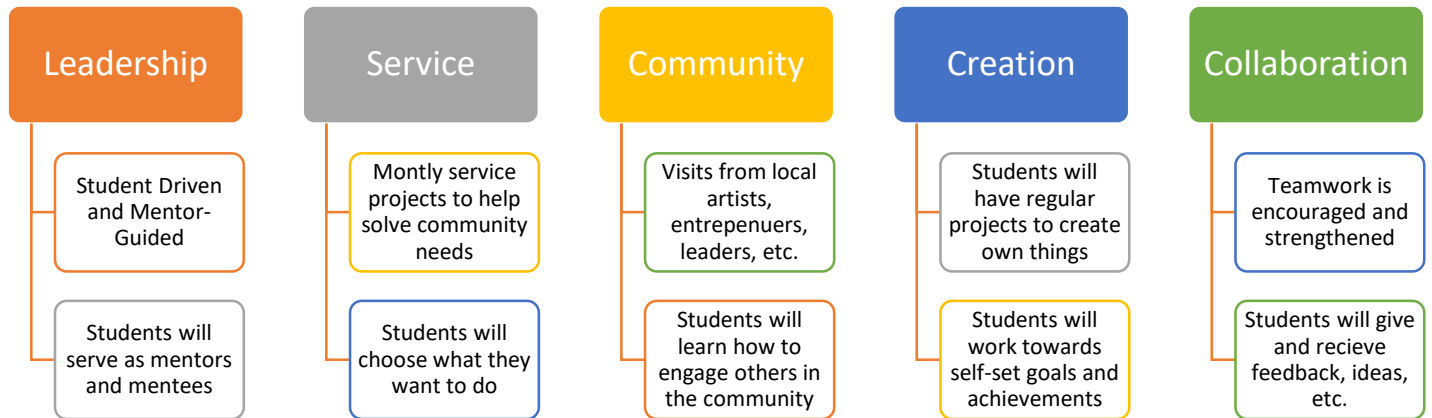 Leadership
Student Driven
and Mentor-
Guided
Students will
serve as mentors
and mentees
Service
Montly service
projects to help
solve community
needs
Students will
choose what they
want to do
Community
Visits from local
artists,
entrepenuers,
leaders, etc.
Students will
learn how to
engage others in
the community
Creation
Students will
have regular
projects to create
own things
Students will
work towards
self-set goals and
achievements
Collaboration
Teamwork is
encouraged and
strengthened
Students will give
and recieve
feedback, ideas,
etc.